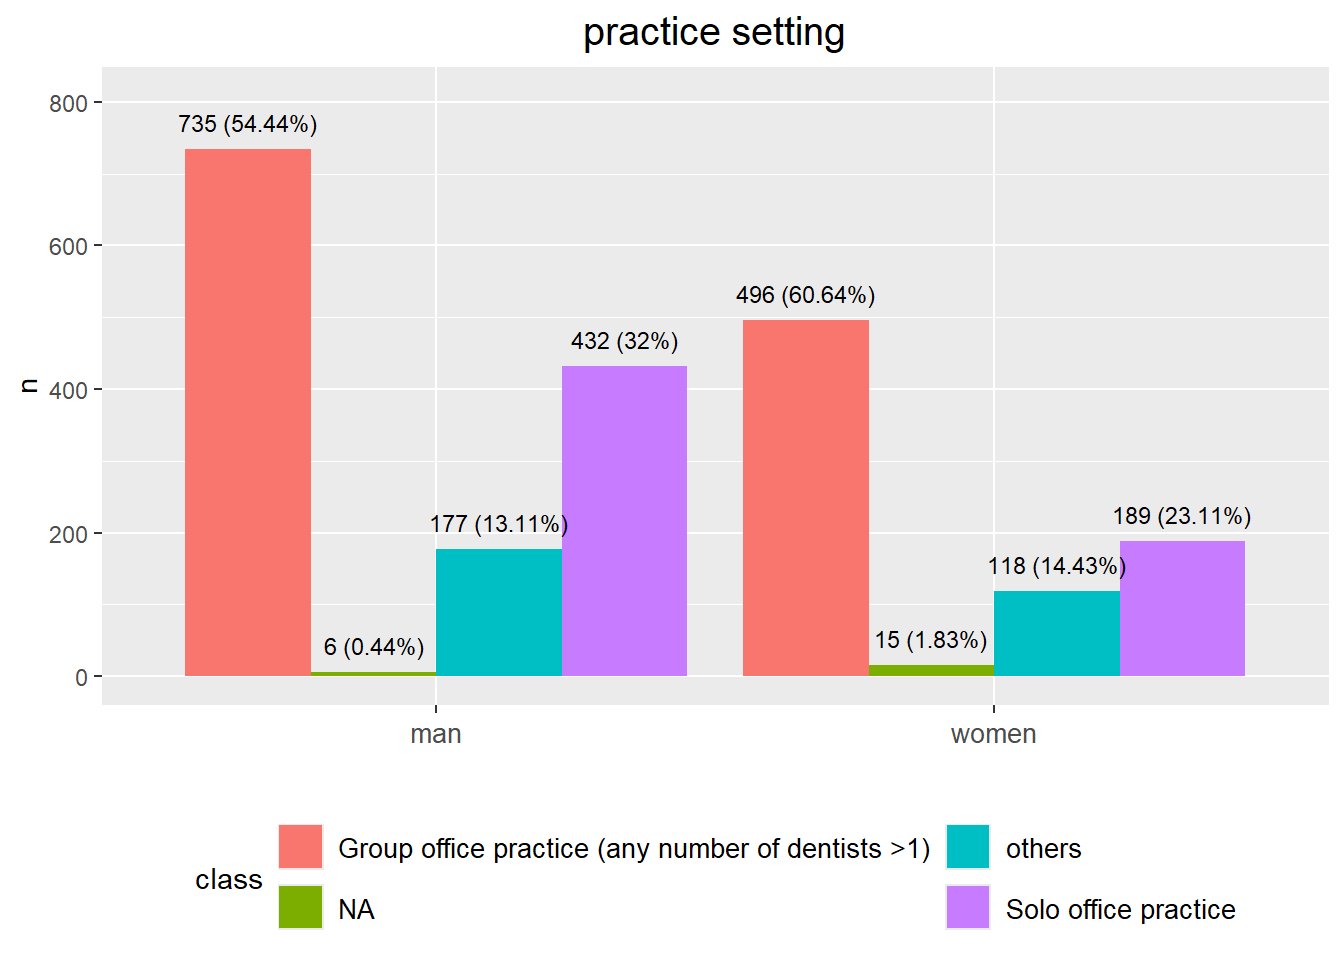 practice setting
800
600
400
200
0
n
735 (54.44%)
6 (0.44%)
177 (13.11%)
432 (32%)
496 (60.64%)
15 (1.83%)
118 (14.43%)
189 (23.11%)
man
women
class
Group office practice (any number of dentists >1)
NA
others
Solo office practice